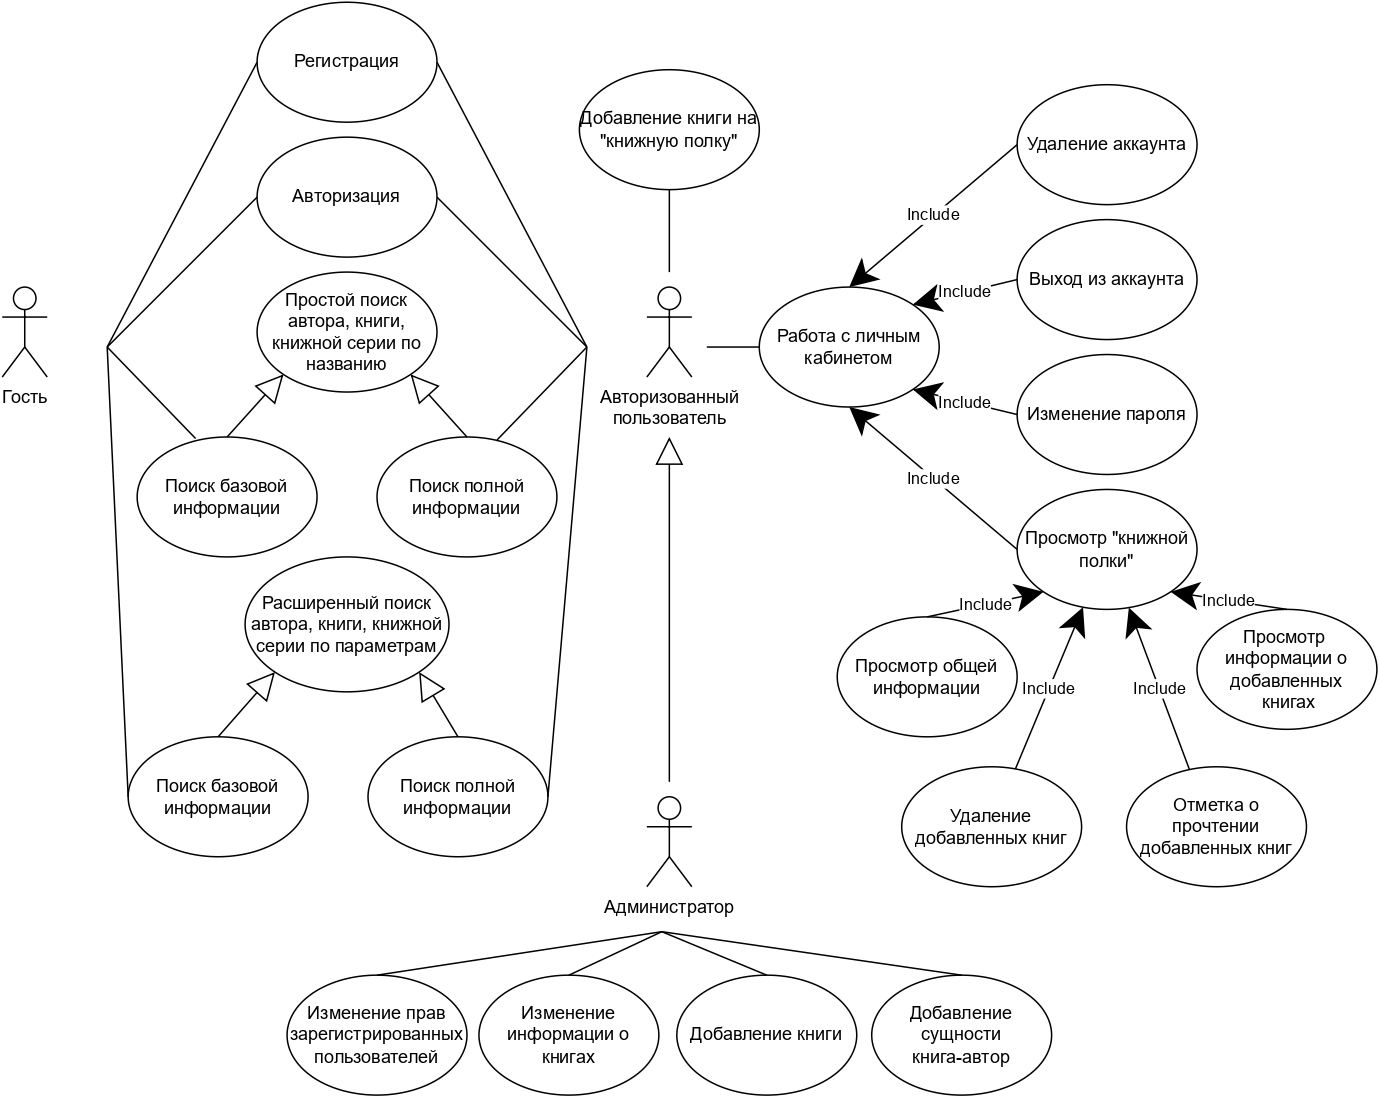 Регистрация
Авторизация
Простой поиск
автора, книги,
книжной серии по
названию
Гость
Поиск базовой
информации
Поиск полной
информации
Расширенный поиск
автора, книги, книжной
серии по параметрам
Поиск базовой
информации
Поиск полной
информации
Добавление книги на
"книжную полку"
Авторизованный
пользователь
Работа с личным
кабинетом
Include
Include
Include
Include
Удаление аккаунта
Выход из аккаунта
Изменение пароля
Просмотр "книжной
полки"
Include
Include
Include
Include
Просмотр общей
информации
Удаление
добавленных книг
Отметка о
прочтении
добавленных книг
Просмотр
информации о
добавленных
книгах
Администратор
Изменение прав
зарегистрированных
пользователей
Изменение
информации о
книгах
Добавление книги
Добавление
сущности
книга-автор